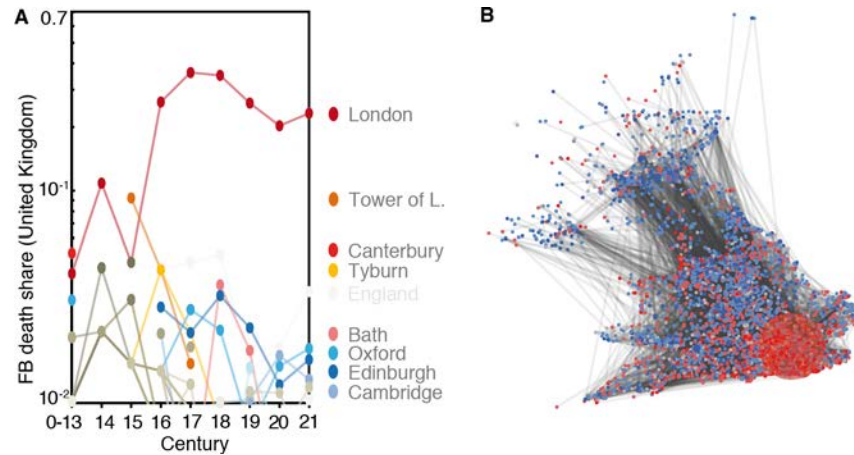 A
B
0.7
10-1
10-2
FB death share (United Kingdom)
0-13 14 15 16 17 18 19 20 21
Century
London
Tower of L.
Canterbury
Tyburn
England
Bath
Oxford
Edinburgh
Cambridge